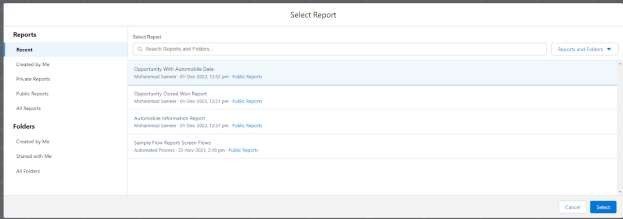 Select Report
Reports
Recent
Created by Me
Private Reports
Public Reports
All Reports
Folders
Created by Me
Shared with Me
All Folders
Select Report
Search Reports and Folders...
Reports and Folders
Opportunity With Automobile Data
Mohammad Sameer · 01-Dec-2023, 12:52 pm · Public Reports
Opportunity Closed Won Report
Mohammad Sameer · 01-Dec-2023, 12:51 pm · Public Reports
Automobile Information Report
Mohammad Sameer · 01-Dec-2023, 12:37 pm · Public Reports
Sample Flow Report: Screen Flows
Automated Process · 23-Nov-2023, 2:16 pm · Public Reports
Cancel
Select